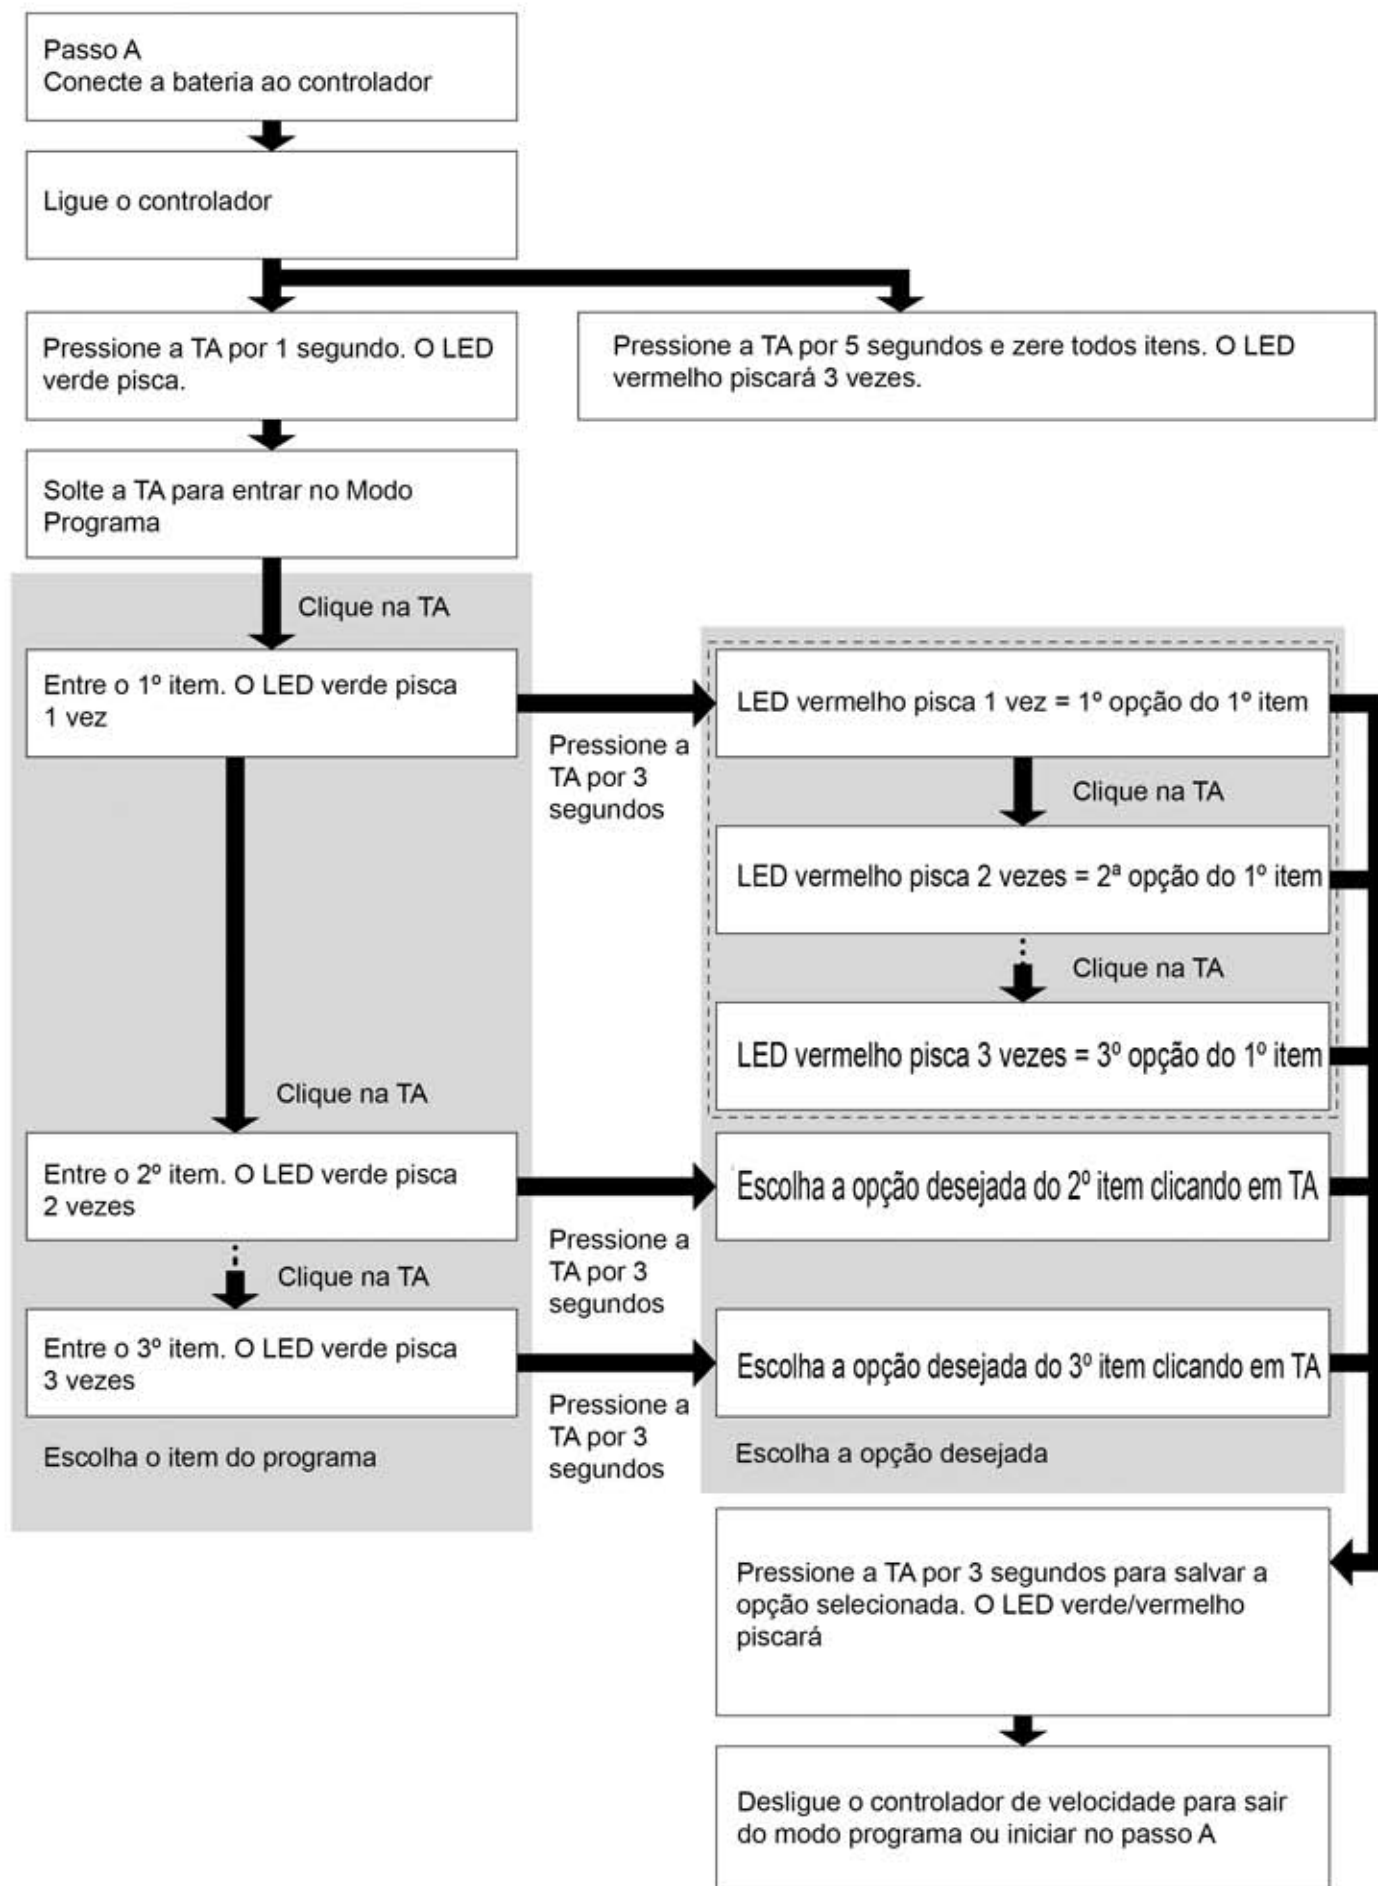 Passo A
Conecte a bateria ao controlador
Ligue o controlador
Pressione a TA por 1 segundo. O LED
verde pisca.
Pressione a TA por 5 segundos e zere todos itens. O LED
vermelho piscará 3 vezes.
Solte a TA para entrar no Modo
Programa
Clique na TA
Entre o 1º item. O LED verde pisca
1 vez
Pressione a
TA por 3
segundos
LED vermelho pisca 1 vez = 1º opção do 1º item
Clique na TA
LED vermelho pisca 2 vezes = 2ª opção do 1º item
Clique na TA
LED vermelho pisca 3 vezes = 3º opção do 1º item
Clique na TA
Entre o 2º item. O LED verde pisca
2 vezes
Pressione a
TA por 3
segundos
Escolha a opção desejada do 2º item clicando em TA
Clique na TA
Entre o 3º item. O LED verde pisca
3 vezes
Pressione a
TA por 3
segundos
Escolha a opção desejada do 3º item clicando em TA
Escolha o item do programa
Escolha a opção desejada
Pressione a TA por 3 segundos para salvar a
opção selecionada. O LED verde/vermelho
piscará
Desligue o controlador de velocidade para sair
do modo programa ou iniciar no passo A